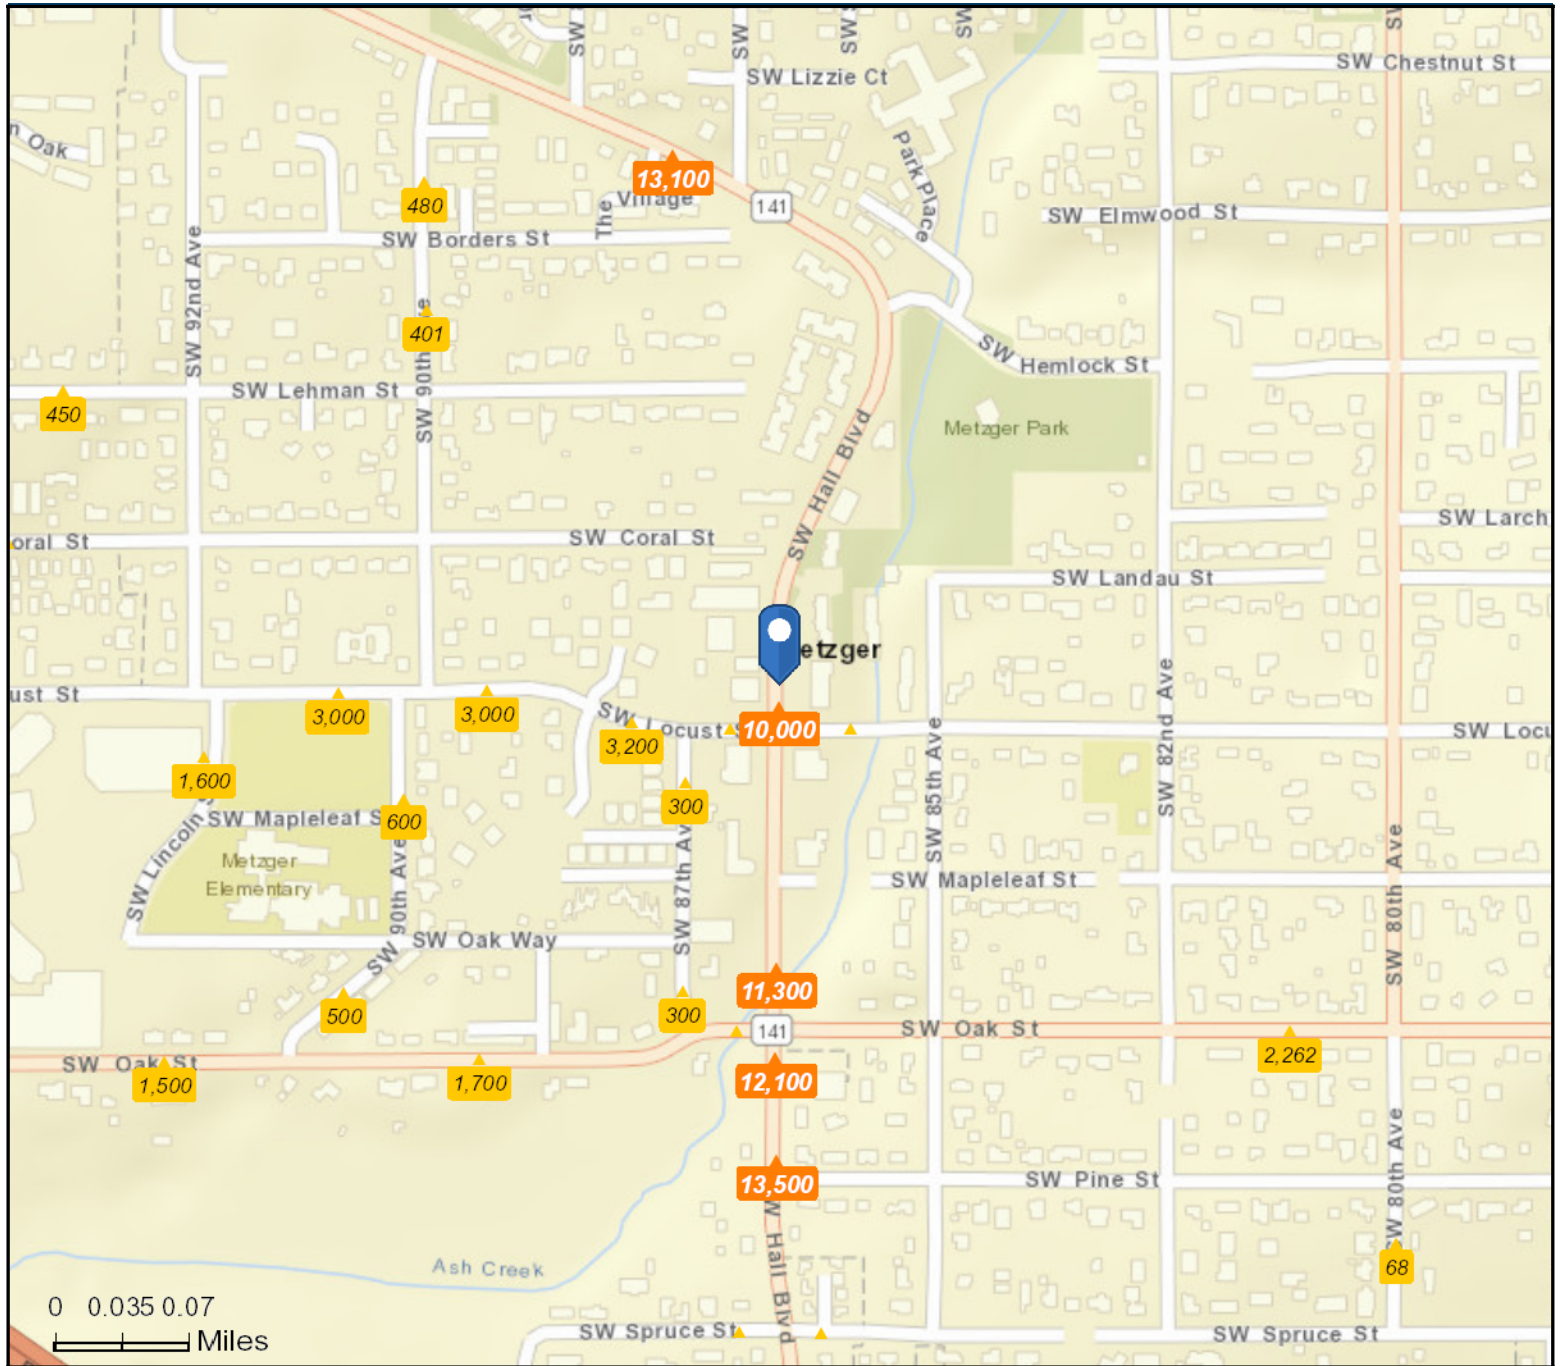 SW
SW
SW
SW
SW Chestnut St
SW Lizzie Ct
n Oak
Park Place
13,100
480
The Village
141
SW Elmwood St
SW Borders St
SW 92nd Ave
401
SW 90th
SW Hemlock St
SW Lehman St
450
Metzger Park
SW Hall Blvd
oral St
SW Coral St
SW Larch
SW Landau St
etzger
ust St
3,000
3,000
SW Locust S
3,200
10,000
SW Locu
SW 85th Ave
SW 82nd Ave
1,600
300
600
SW Mapleleaf S
SW Lincoln
Metzger
Elementary
SW 87th Av
SW Mapleleaf St
SW 80th Ave
SW 90th Ave
SW Oak Way
11,300
500
300
141
SW Oak St
2,262
SW Oak St
1,500
1,700
12,100
13,500
SW Pine St
SW 80th Ave
68
W Hall Blvd
Ash Creek
0 0.035 0.07
Miles
SW Spruce St
SW Spruce St